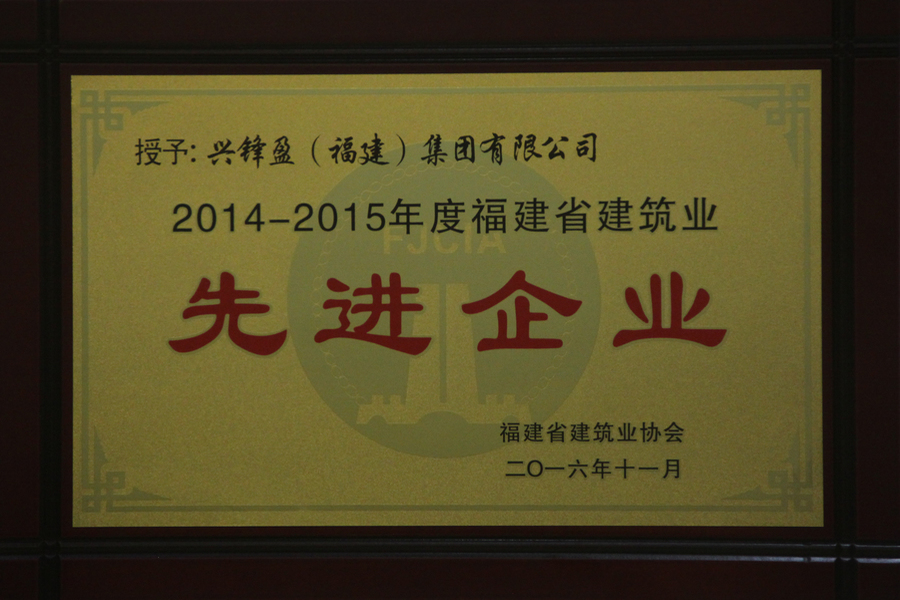 授予:兴锋盈（福建）集团有限公司
FJCIA
2014-2015年度福建省建筑业
先进企业
福建省建筑业协会
二〇一六年十一月